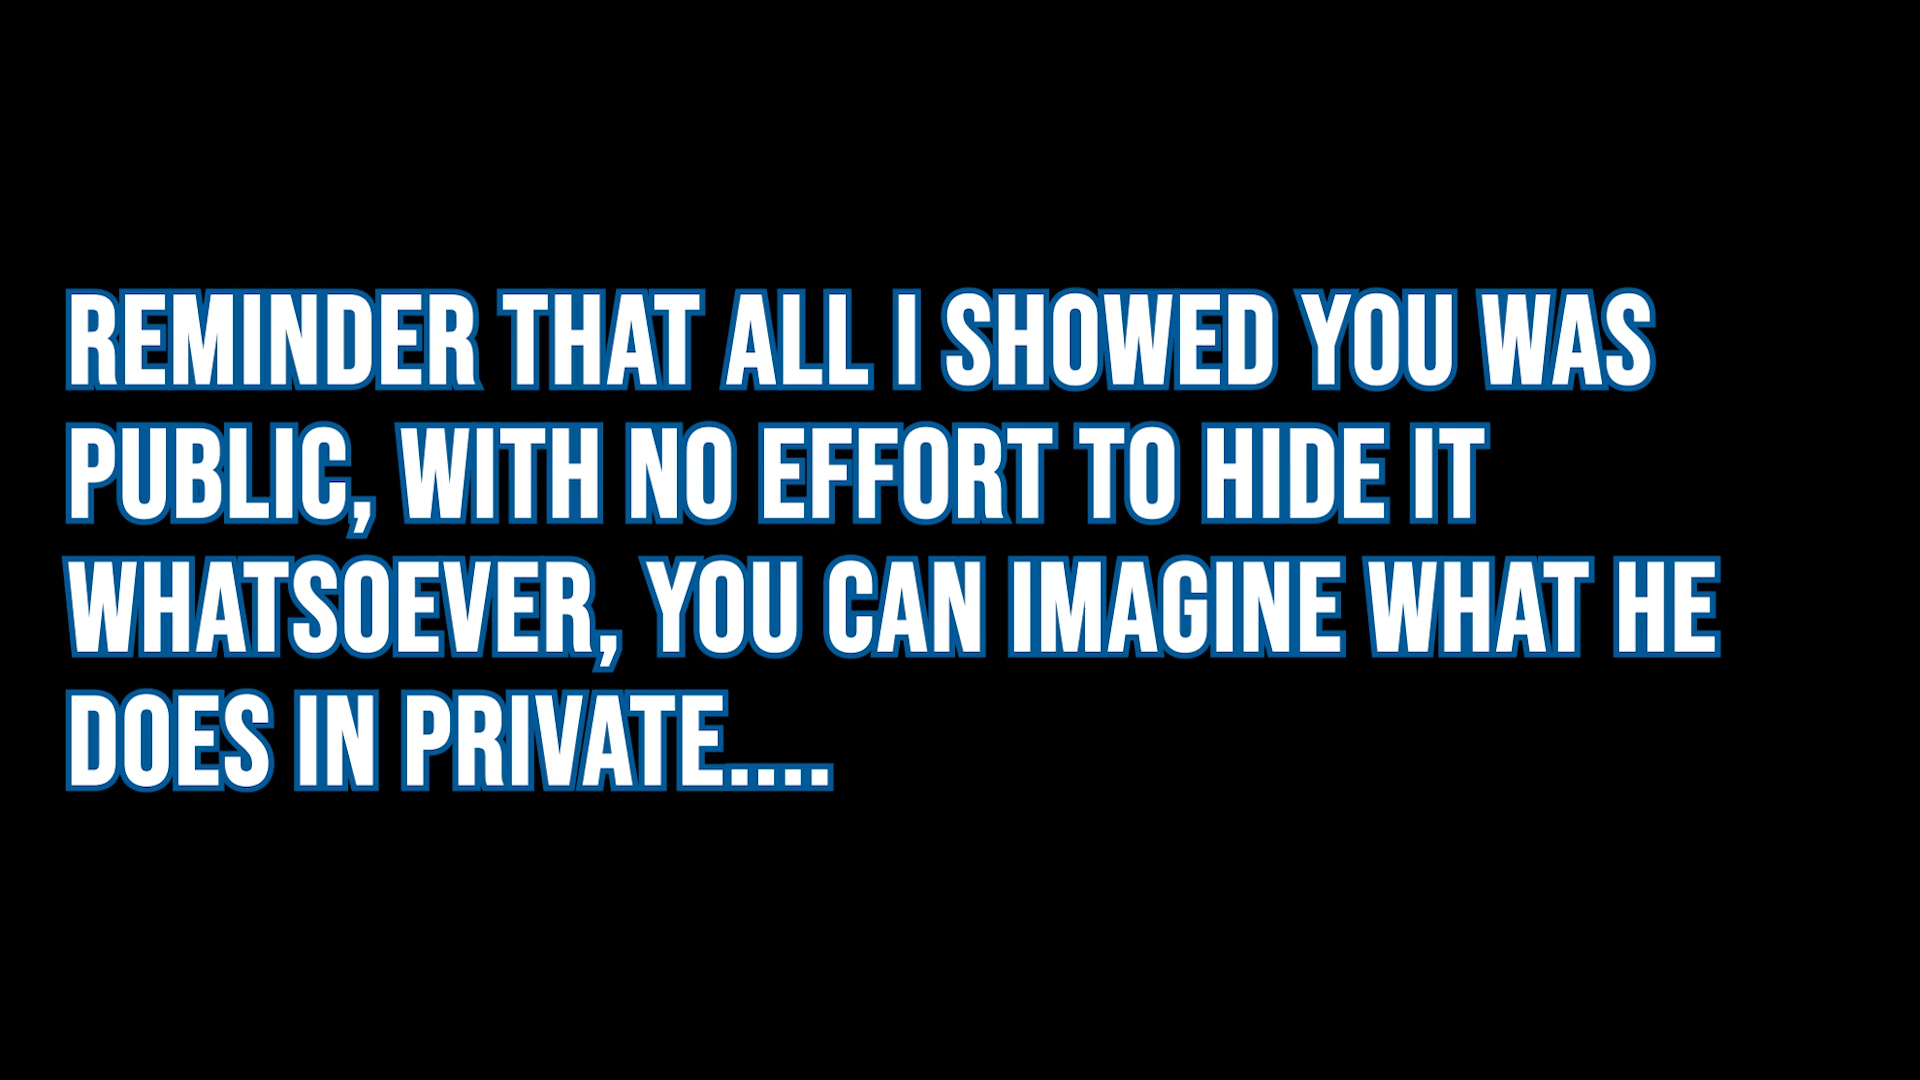 REMINDER THAT ALL I SHOWED YOU WAS
PUBLIC, WITH NO EFFORT TO HIDE IT
WHATSOEVER, YOU CAN IMAGINE WHAT HE
DOES IN PRIVATE....